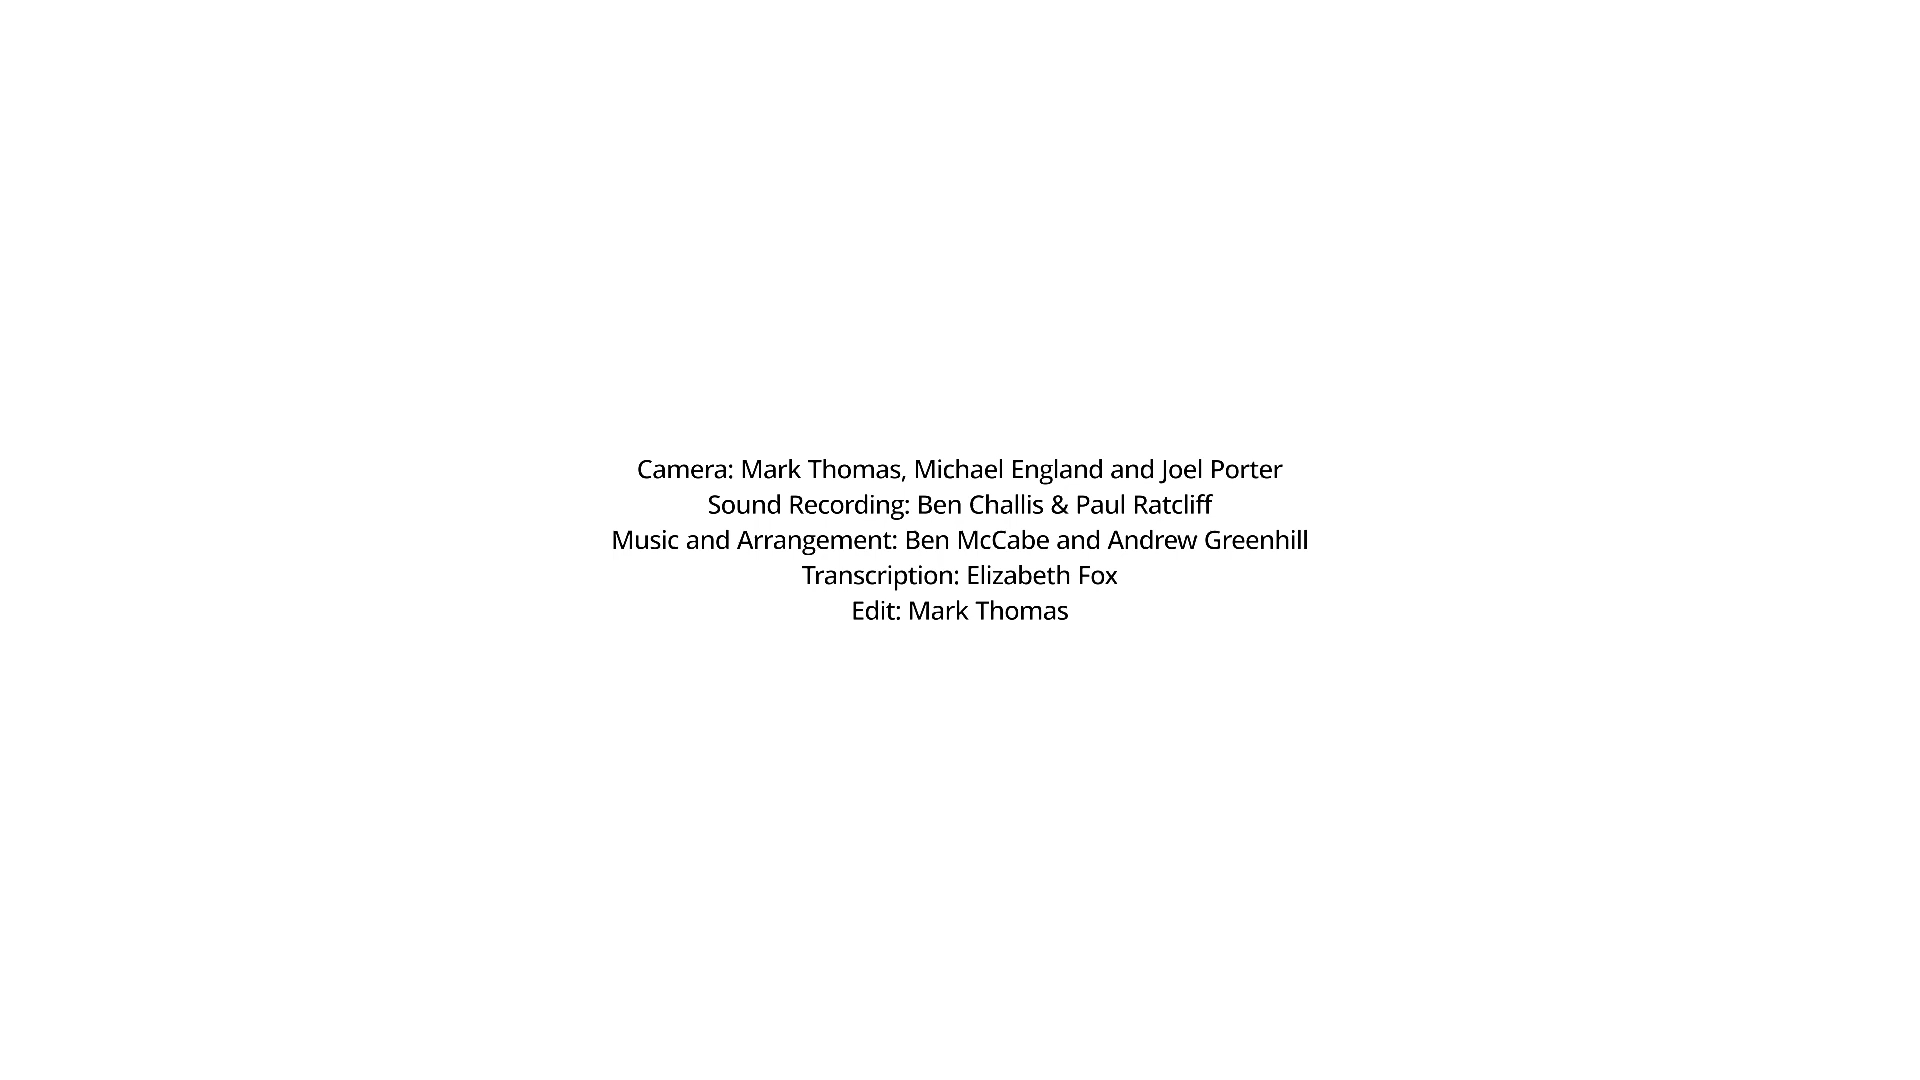 Camera: Mark Thomas, Michael England and Joel Porter
Sound Recording: Ben Challis & Paul Ratcliff
Music and Arrangement: Ben McCabe and Andrew Greenhill
Transcription: Elizabeth Fox
Edit: Mark Thomas